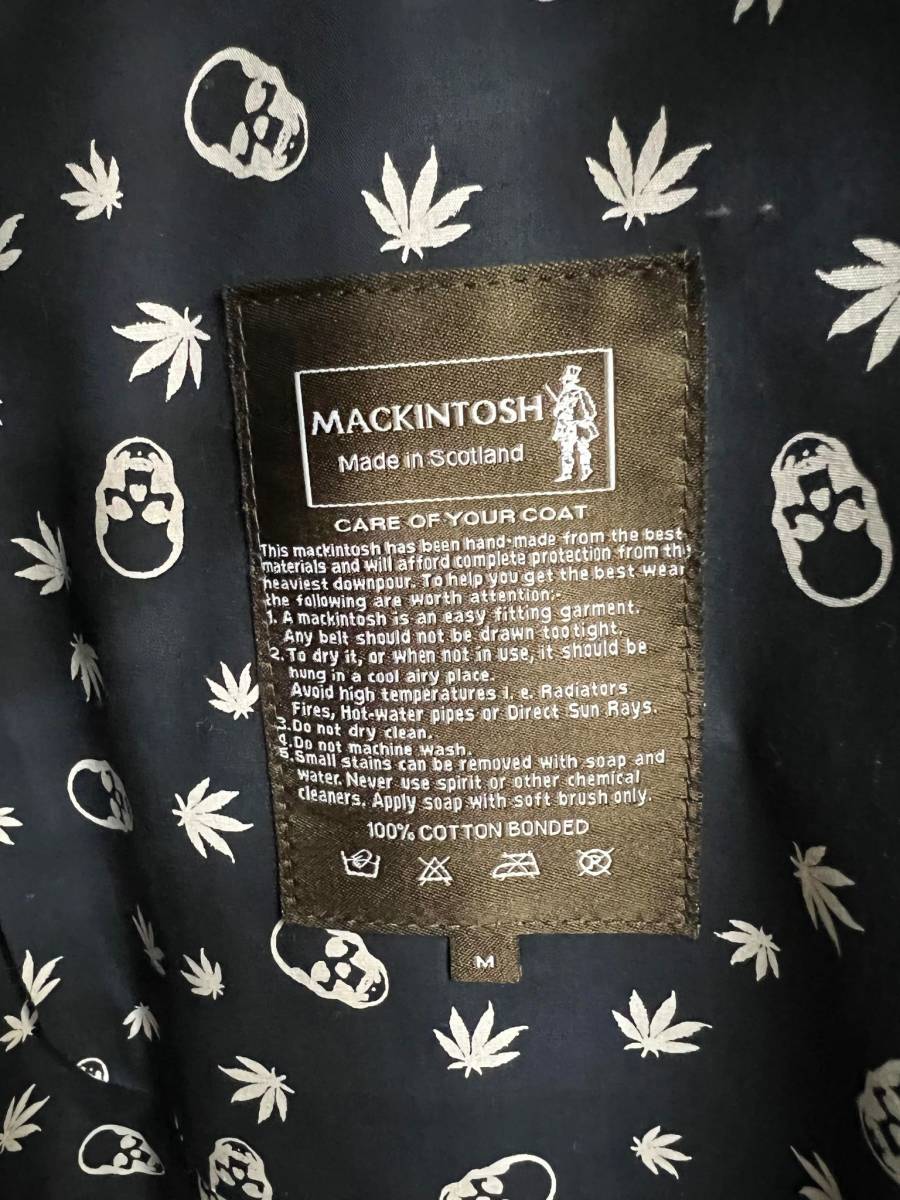 MACKINTOSH
Made in Scotland
CARE OF YOUR COAT
This mackintosh has been hand-made from the best
materials and will afford complete protection from the
heaviest downpour. To help you get the best wear
the following are worth attention:-
1. A mackintosh is an easy fitting garment.
Any belt should not be drawn too tight.
2. To dry it, or when not in use, it should be
hung in a cool airy place.
Avoid high temperatures i. e. Radiators
Fires, Hot-water pipes or Direct Sun Rays.
3. Do not dry clean.
4. Do not machine wash.
5. Small stains can be removed with soap and
water. Never use spirit or other chemical
cleaners. Apply soap with soft brush only.
100% COTTON BONDED
R
M